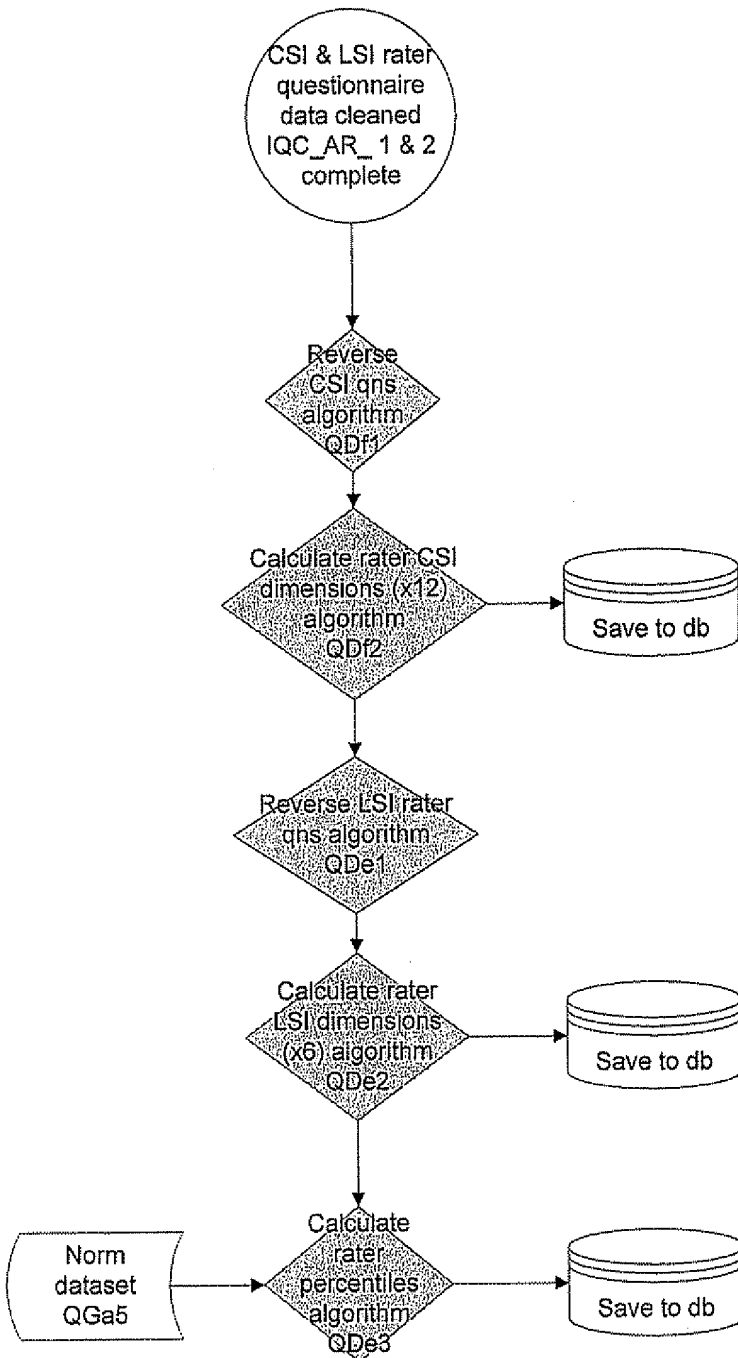 CSI & LSI rater
questionnaire
data cleaned
IQC_AR_ 1 & 2
complete
Reverse
CSI qns
algorithm
QDf1
Calculate rater CSI
dimensions (x12)
algorithm
QDf2
Save to db
Reverse LSI rater
qns algorithm
QDe1
Calculate rater
LSI dimensions
(x6) algorithm
QDe2
Save to db
Norm
dataset
QGa5
Calculate
rater
percentiles
algorithm
QDe3
Save to db